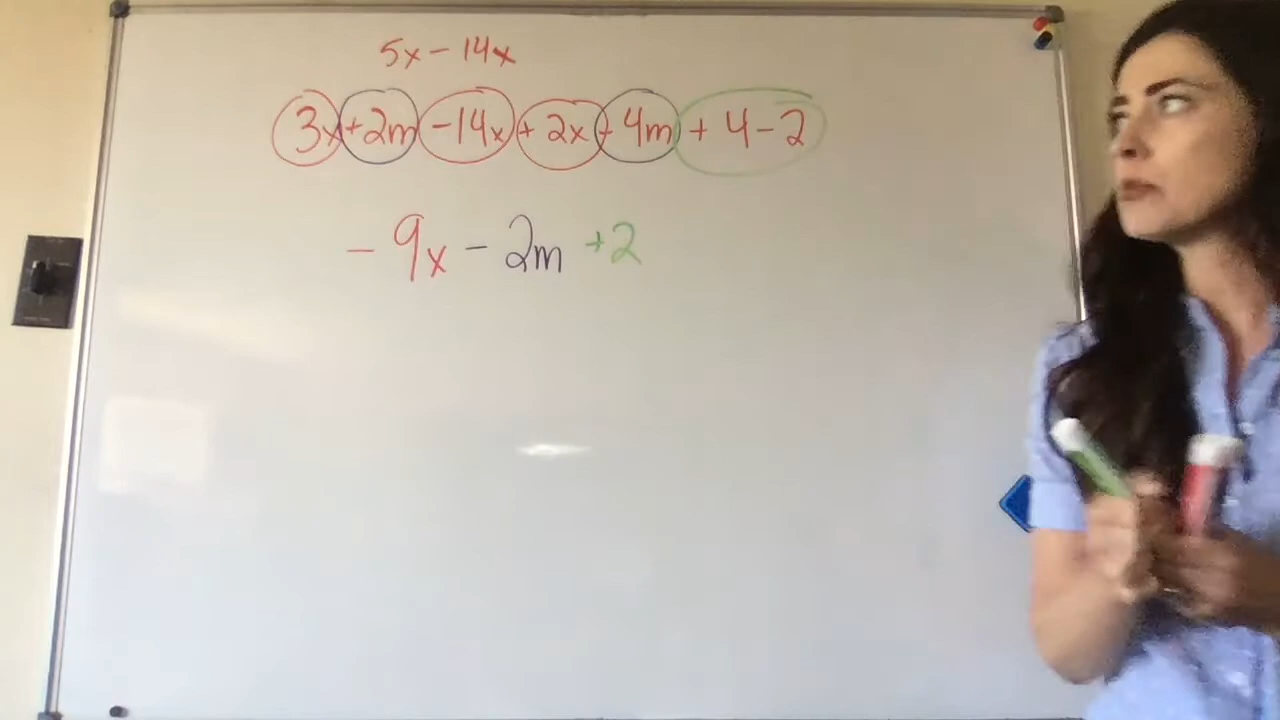 5x - 14x
3x + 2m - 14x + 2x - 4m + 4 - 2
- 9x - 2m + 2